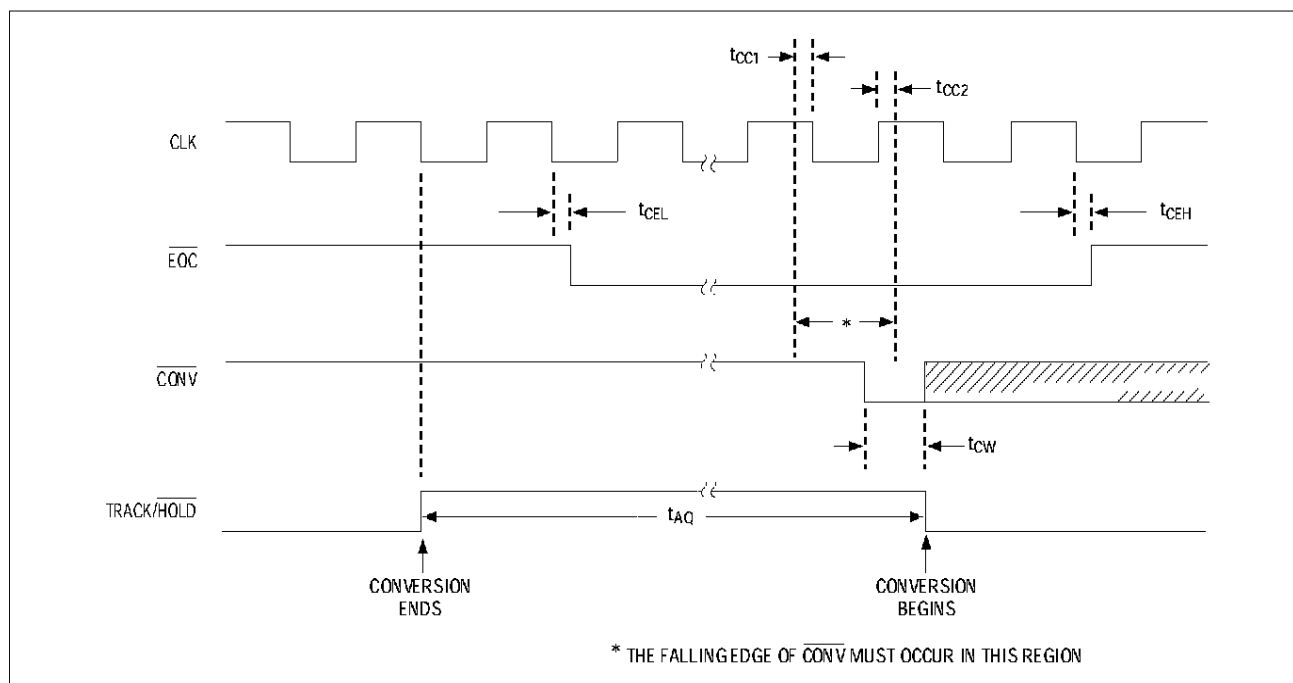 tCC1
tCC2
CLK
tCEL
tCEH
EOC
*
CONV
tCW
TRACK/HOLD
tAQ
CONVERSION
ENDS
CONVERSION
BEGINS
* THE FALLING EDGE OF CONV MUST OCCUR IN THIS REGION